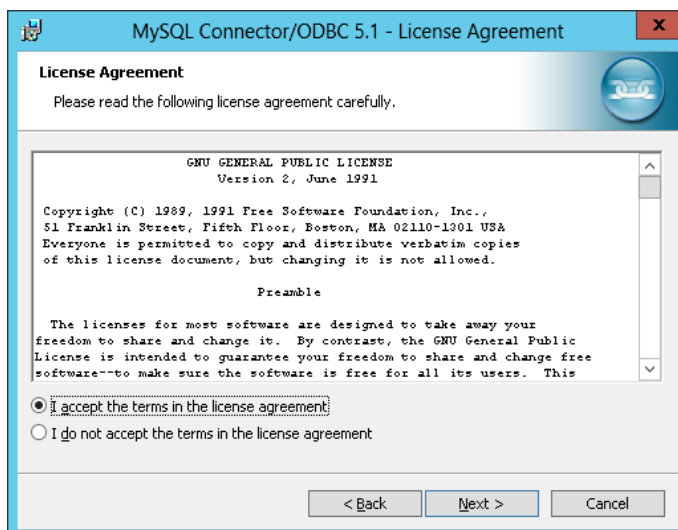 MySQL Connector/ODBC 5.1 - License Agreement
x
License Agreement
Please read the following license agreement carefully.
GNU GENERAL PUBLIC LICENSE
Version 2, June 1991
Copyright (C) 1989, 1991 Free Software Foundation, Inc.,
51 Franklin Street, Fifth Floor, Boston, MA 02110-1301 USA
Everyone is permitted to copy and distribute verbatim copies
of this license document, but changing it is not allowed.
Preamble
The licenses for most software are designed to take away your
freedom to share and change it.  By contrast, the GNU General Public
License is intended to guarantee your freedom to share and change free
software--to make sure the software is free for all its users.  This
I accept the terms in the license agreement
I do not accept the terms in the license agreement
< Back
Next >
Cancel